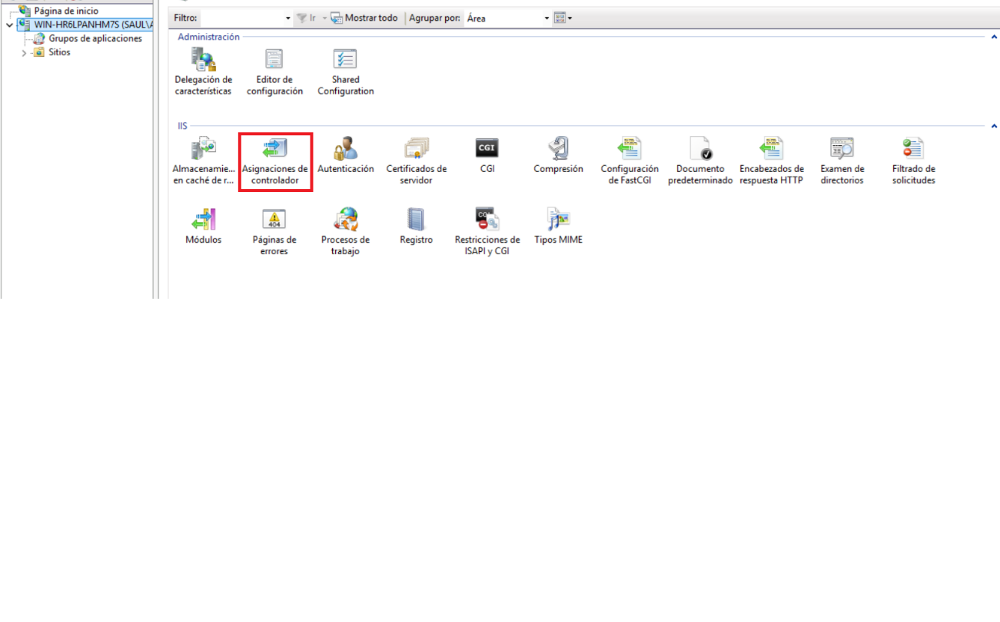 Página de inicio
WIN-HR6LPANHM7S (SAUL\A
Grupos de aplicaciones
Sitios
Filtro: Ir Mostrar todo Agrupar por: Área
Administración
Delegación de características
Editor de configuración
Shared Configuration
IIS
Almacenamie... en caché de r...
Asignaciones de controlador
Autenticación
Certificados de servidor
CGI
CGI
Compresión
Configuración de FastCGI
Documento predeterminado
Encabezados de respuesta HTTP
Examen de directorios
Filtrado de solicitudes
Módulos
404
Páginas de errores
Procesos de trabajo
Registro
Restricciones de ISAPI y CGI
Tipos MIME